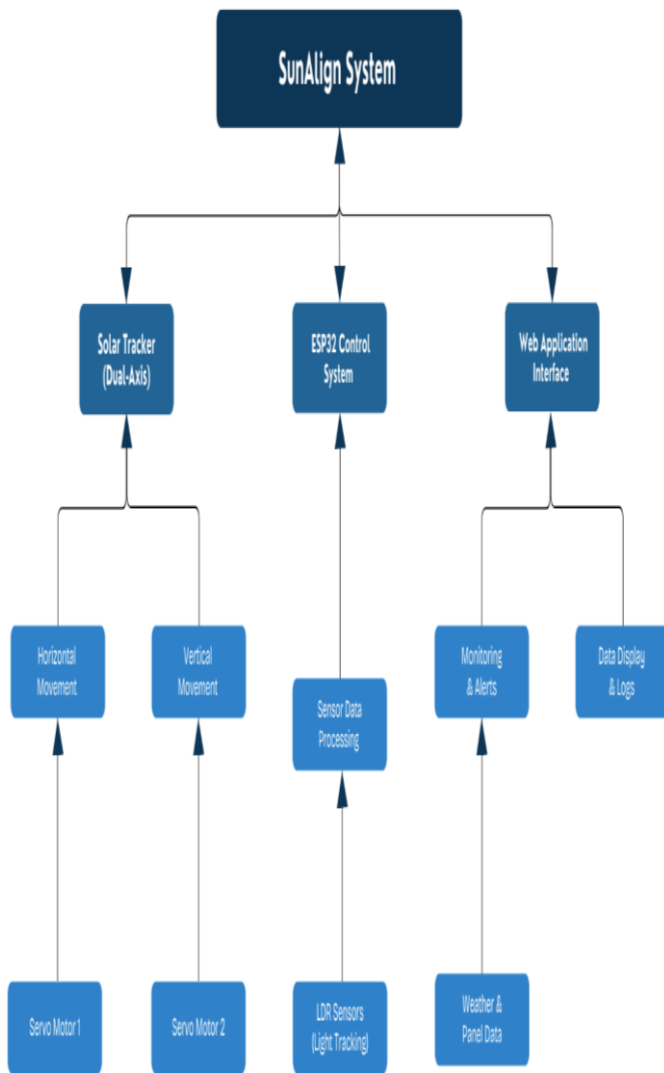 SunAlign System
Solar Tracker
(Dual-Axis)
ESP32 Control
System
Web Application
Interface
Horizontal
Movement
Vertical
Movement
Monitoring
& Alerts
Data Display
& Logs
Sensor Data
Processing
Servo Motor 1
Servo Motor 2
LDR Sensors
(Light Tracking)
Weather &
Panel Data